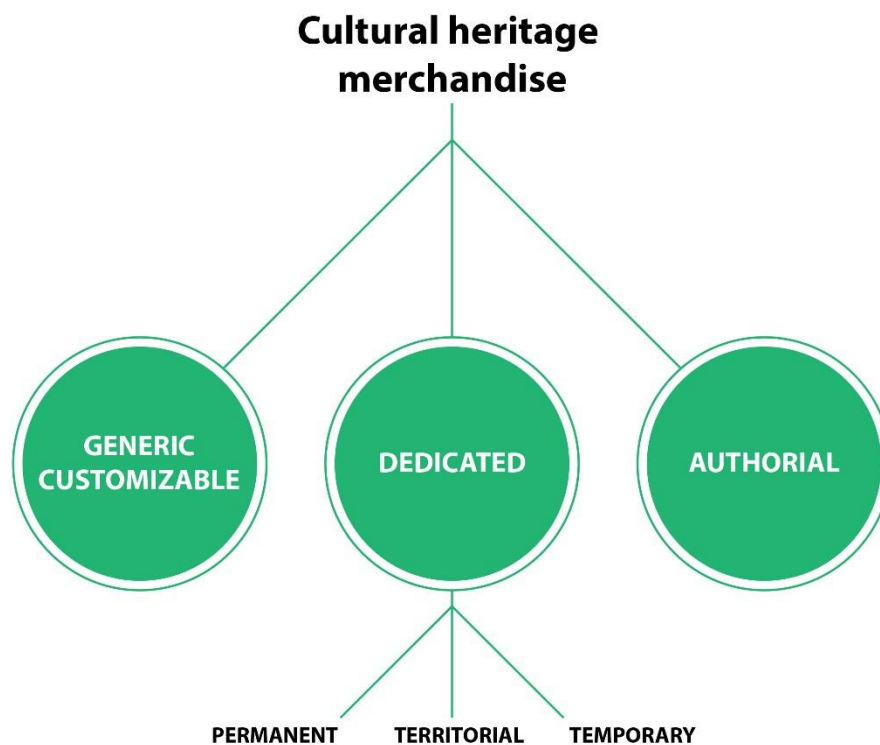 Cultural heritage
merchandise
GENERIC
CUSTOMIZABLE
DEDICATED
AUTHORIAL
PERMANENT
TERRITORIAL
TEMPORARY